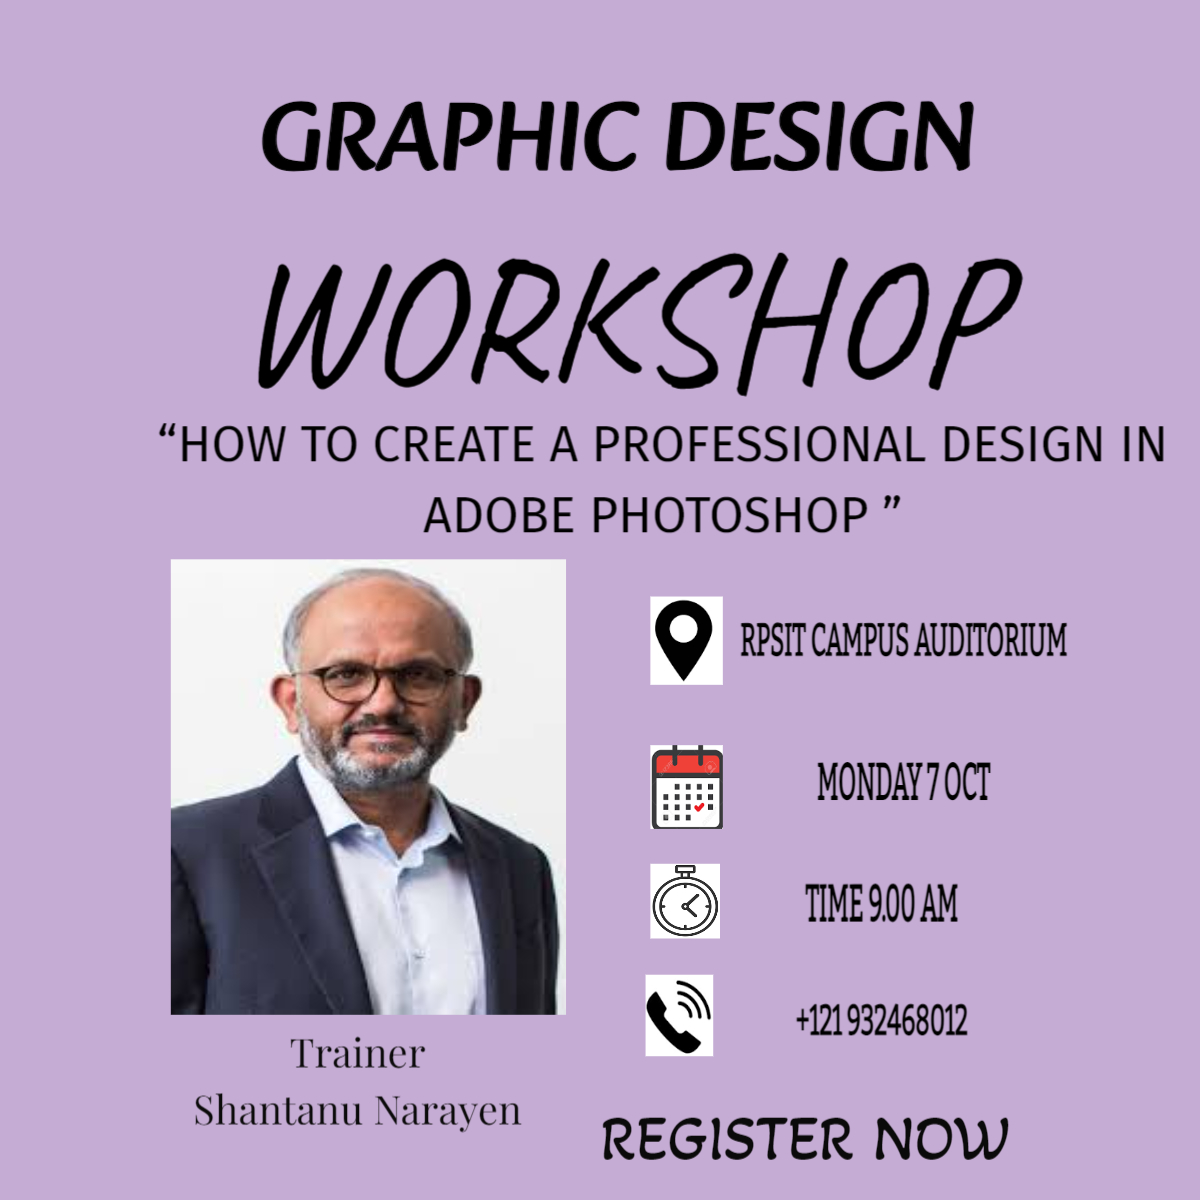 GRAPHIC DESIGN
WORKSHOP
“HOW TO CREATE A PROFESSIONAL DESIGN IN
ADOBE PHOTOSHOP ”
RPSIT CAMPUS AUDITORIUM
MONDAY 7 OCT
TIME 9.00 AM
+121 932468012
Trainer
Shantanu Narayen
REGISTER NOW